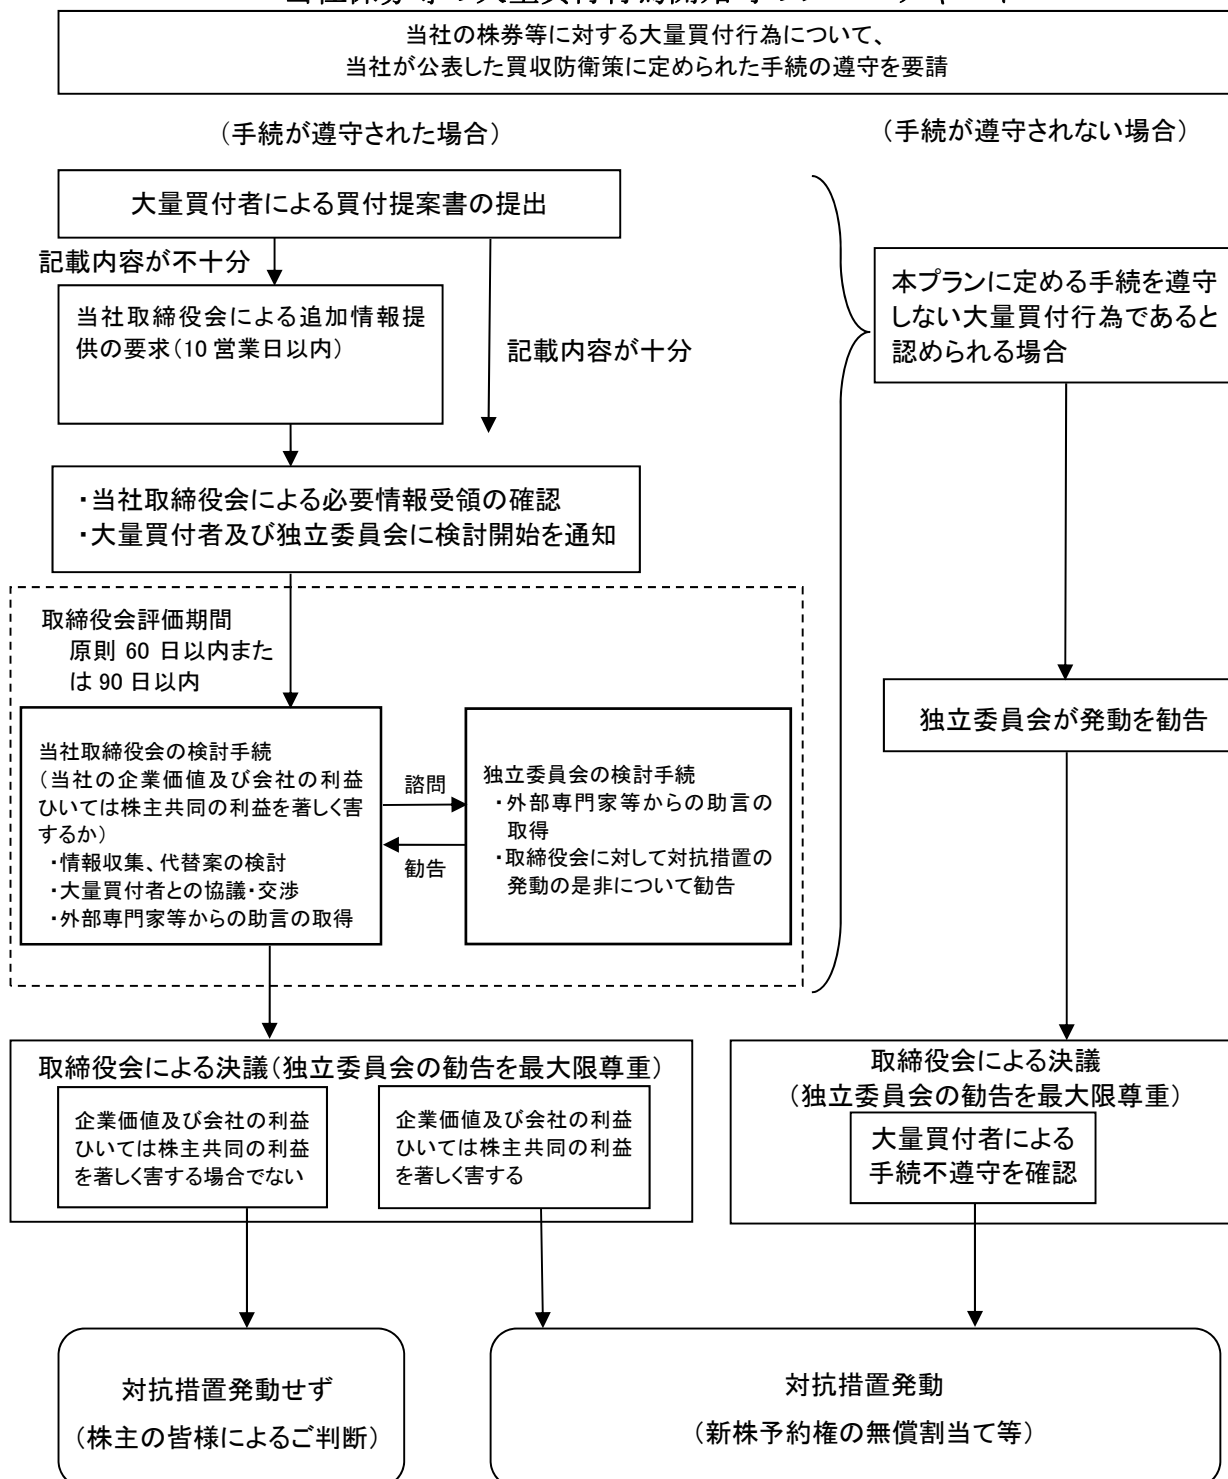 当社の株券等に対する大量買付行為について、
当社が公表した買収防衛策に定められた手続の遵守を要請
（手続が遵守された場合）
（手続が遵守されない場合）
大量買付者による買付提案書の提出
記載内容が不十分
当社取締役会による追加情報提
供の要求（10 営業日以内）
記載内容が十分
本プランに定める手続を遵守
しない大量買付行為であると
認められる場合
・当社取締役会による必要情報受領の確認
・大量買付者及び独立委員会に検討開始を通知
取締役会評価期間
原則 60 日以内また
は 90 日以内
独立委員会が発動を勧告
当社取締役会の検討手続
（当社の企業価値及び会社の利益
ひいては株主共同の利益を著しく害
するか）
・情報収集、代替案の検討
・大量買付者との協議・交渉
・外部専門家等からの助言の取得
諮問
勧告
独立委員会の検討手続
・外部専門家等からの助言の
取得
・取締役会に対して対抗措置の
発動の是非について勧告
取締役会による決議（独立委員会の勧告を最大限尊重）
企業価値及び会社の利益
ひいては株主共同の利益
を著しく害する場合でない
企業価値及び会社の利益
ひいては株主共同の利益
を著しく害する
取締役会による決議
（独立委員会の勧告を最大限尊重）
大量買付者による
手続不遵守を確認
対抗措置発動せず
（株主の皆様によるご判断）
対抗措置発動
（新株予約権の無償割当て等）